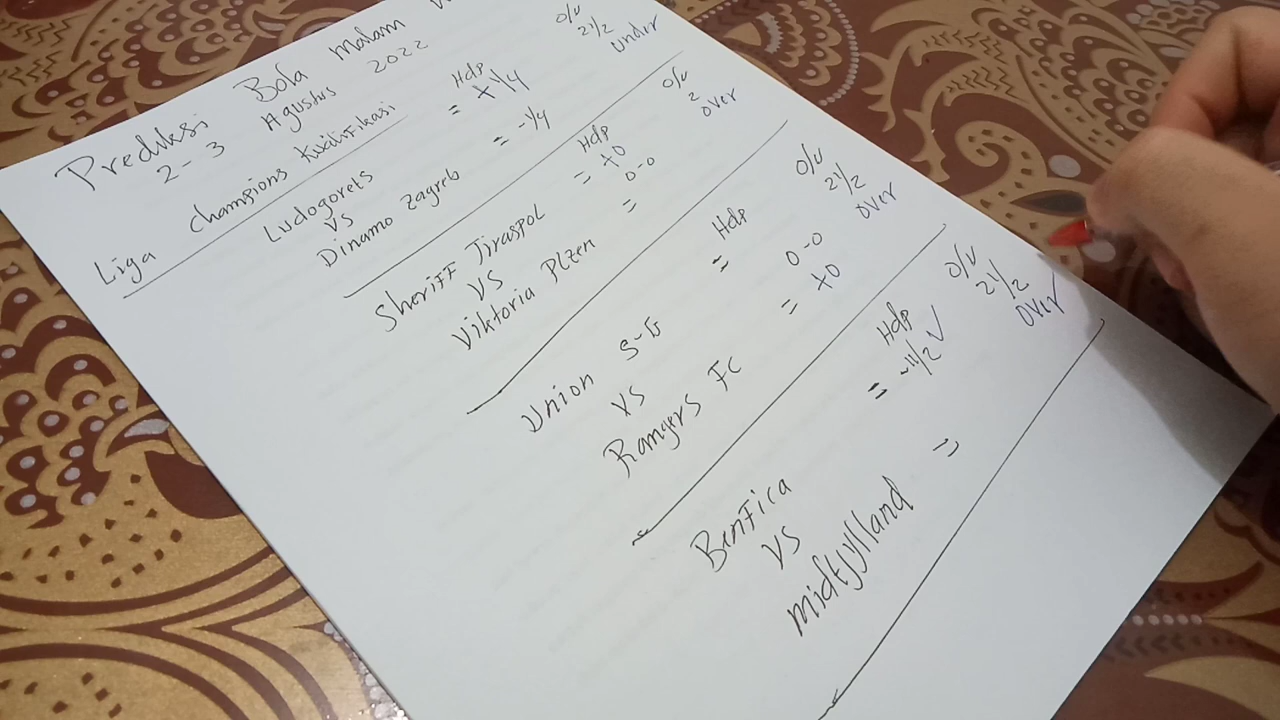 Prediksi Bola Malam
2-3 Agustus 2022
Liga Champions Kualifikasi
Hdp O/U
Ludogorets = +1/4 2 1/2
VS Under
Dinamo Zagreb = -1/4
Hdp O/U
Sheriff Tiraspol = +0 2
VS 0-0 over
Viktoria Plzen =
Hdp O/U
Union S-G = 2 1/2
VS 0-0 over
Rangers FC = +0
Hdp O/U
Benfica = -1 1/2 V 2 1/2
VS over
midtjylland =